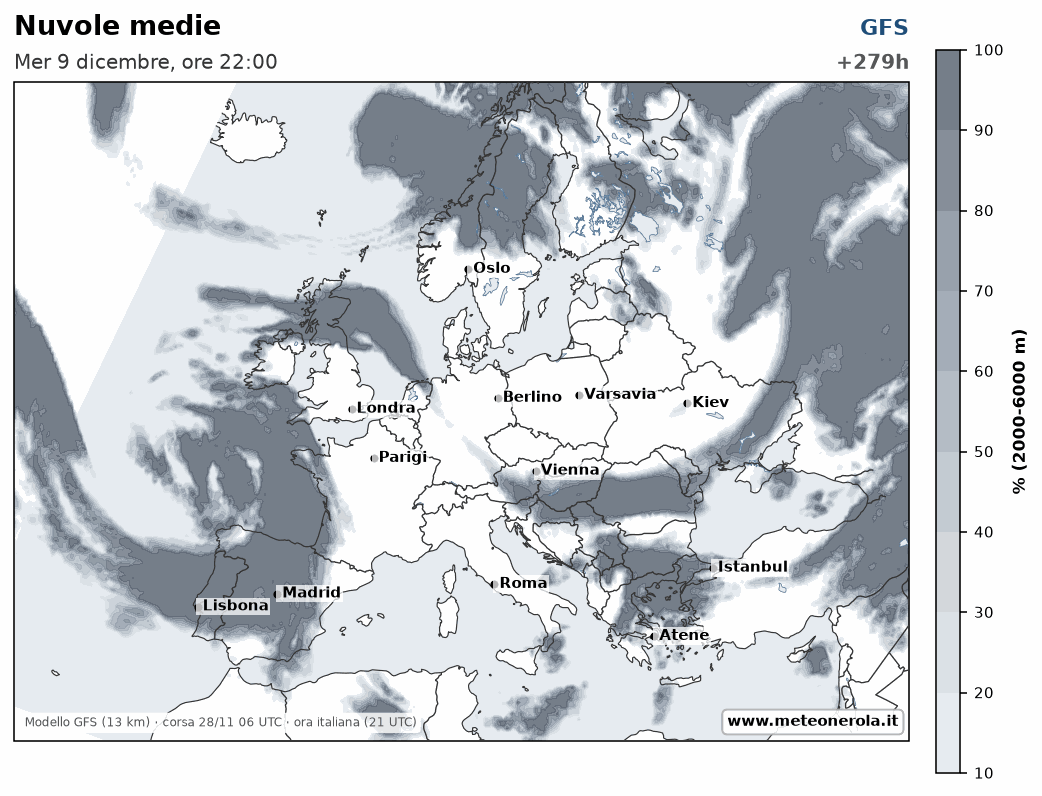 Nuvole medie
GFS
Mer 9 dicembre, ore 22:00
+279h
100
90
80
70
60
50
40
30
20
10
% (2000-6000 m)
Oslo
Berlino
Varsavia
Kiev
Londra
Parigi
Vienna
Istanbul
Roma
Madrid
Lisbona
Atene
Modello GFS (13 km) · corsa 28/11 06 UTC · ora italiana (21 UTC)
www.meteonerola.it